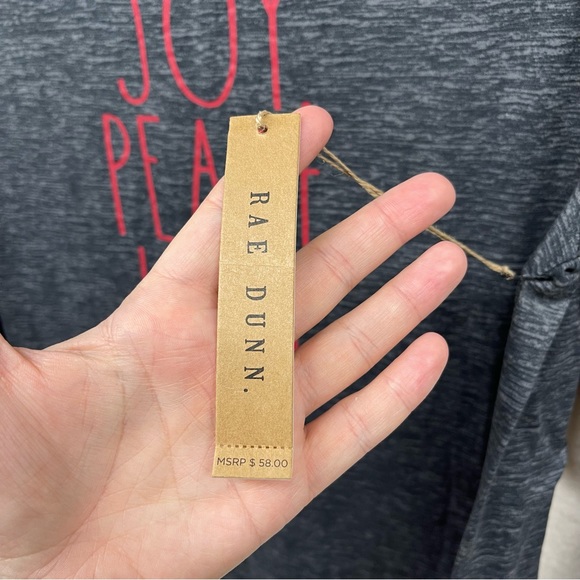 JOY
RAE DUNN.
MSRP $ 58.00